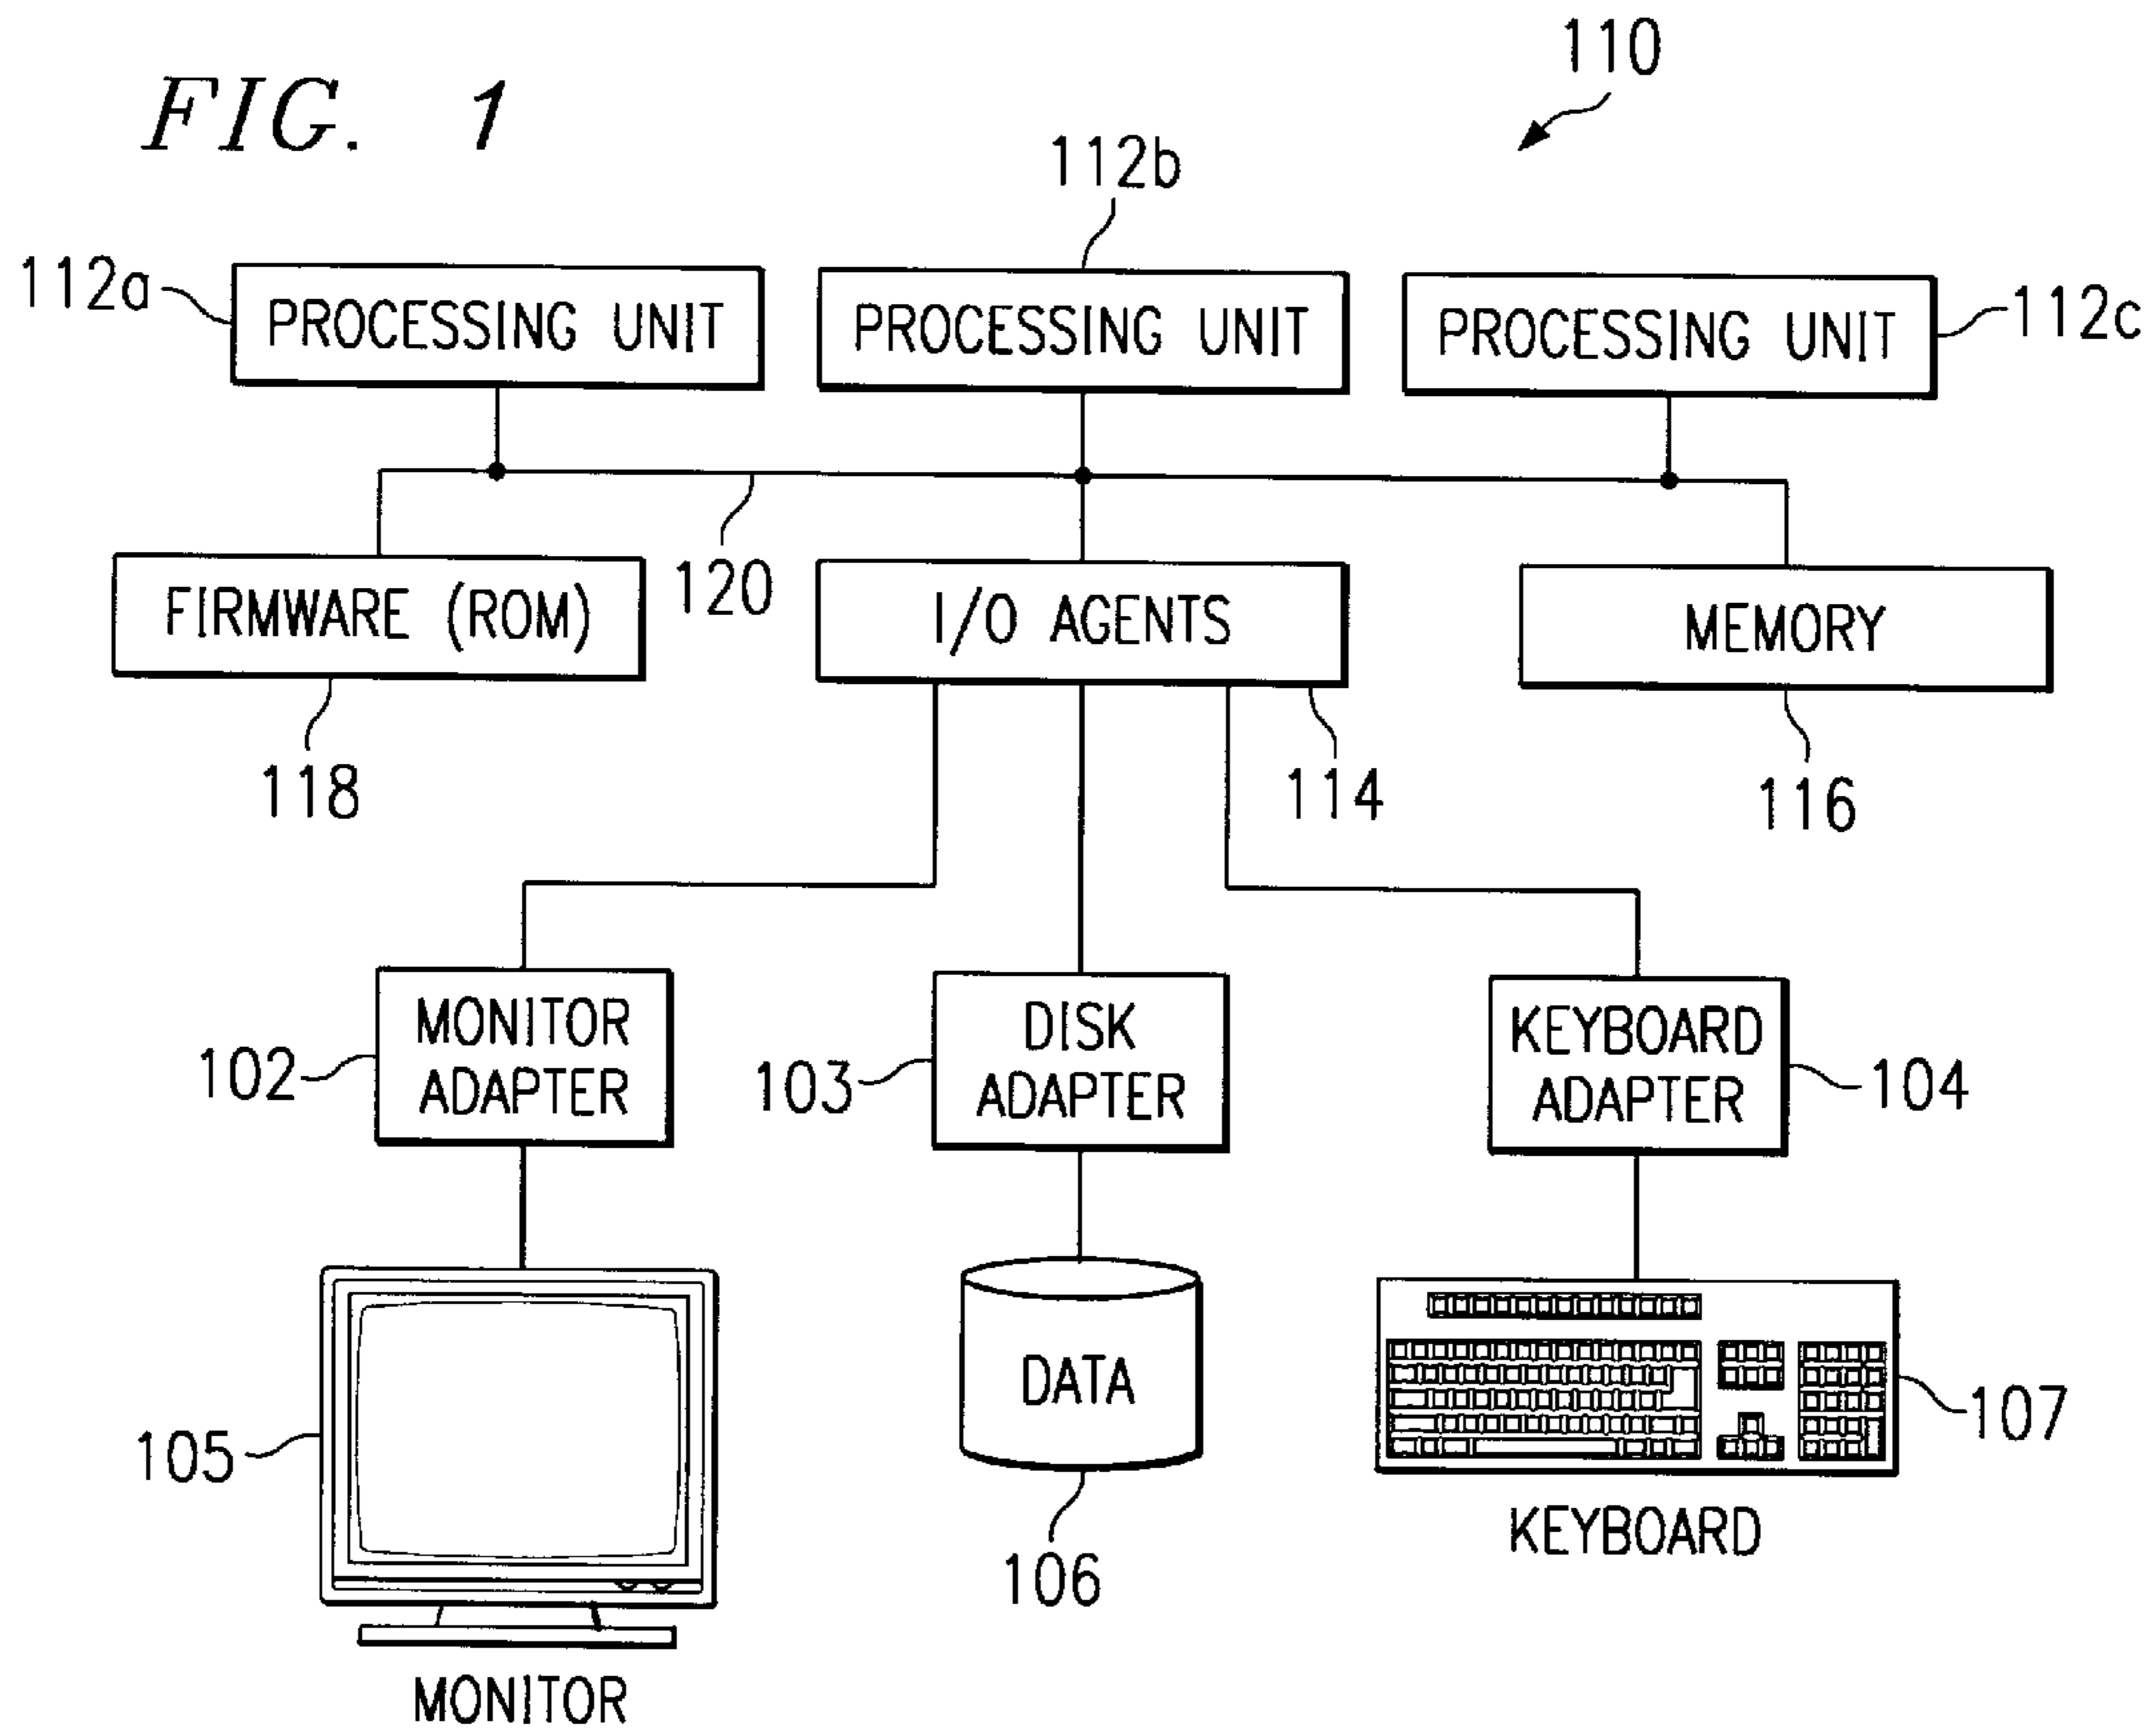 FIG. 1
110
112b
112a
PROCESSING UNIT
PROCESSING UNIT
PROCESSING UNIT
112c
120
FIRMWARE (ROM)
I/O AGENTS
MEMORY
118
114
116
MONITOR
ADAPTER
102
DISK
ADAPTER
103
KEYBOARD
ADAPTER
104
105
DATA
106
107
KEYBOARD
MONITOR